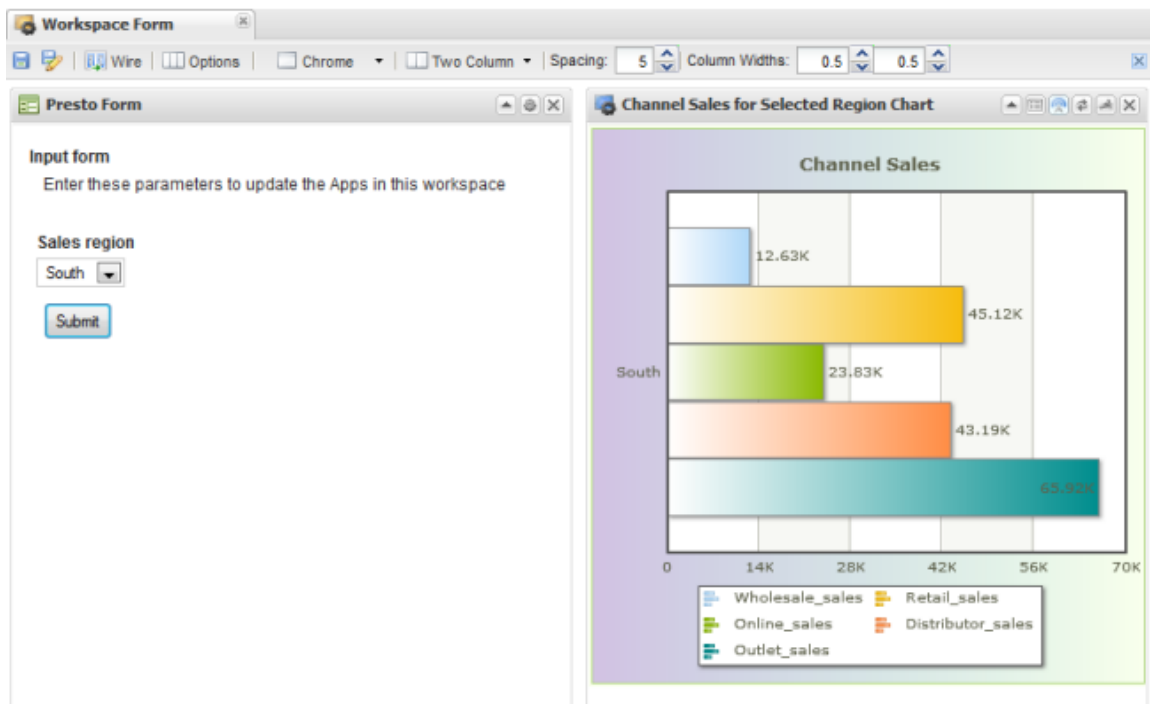 Workspace Form
Wire Options Chrome Two Column Spacing: 5 Column Widths: 0.5 0.5
Presto Form
Input form
Enter these parameters to update the Apps in this workspace
Sales region
South
Submit
Channel Sales for Selected Region Chart
Channel Sales
12.63K
45.12K
South
23.83K
43.19K
65.92K
0 14K 28K 42K 56K 70K
Wholesale_sales Retail_sales
Online_sales Distributor_sales
Outlet_sales